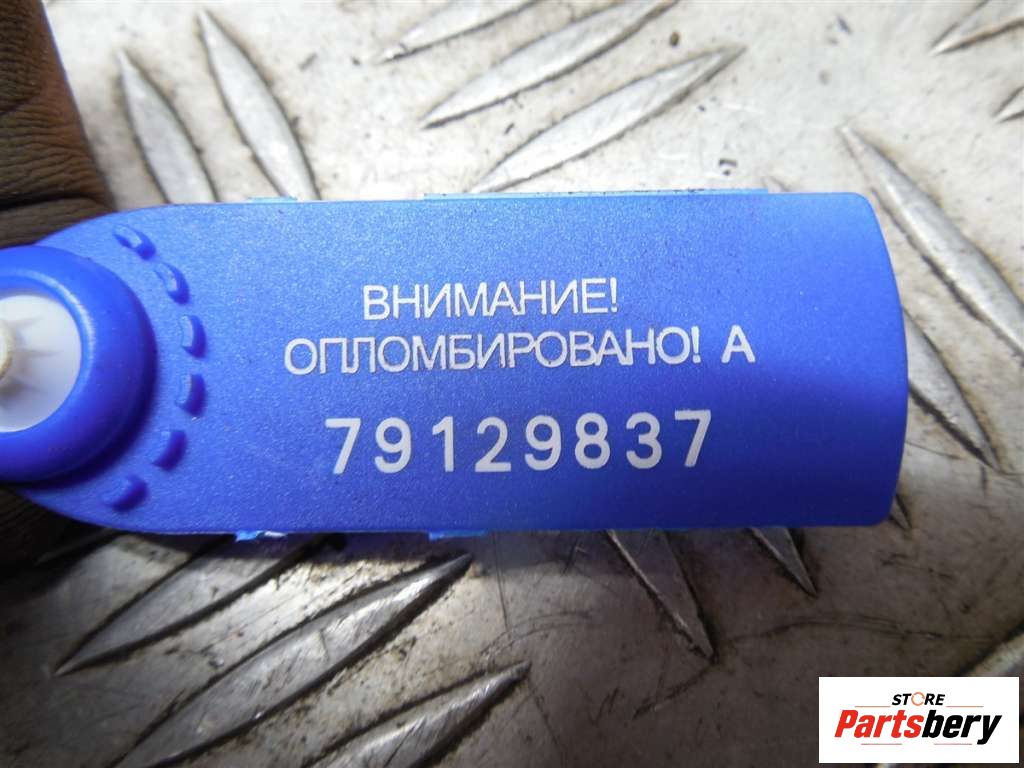 ВНИМАНИЕ!
ОПЛОМБИРОВАНО! А
79129837
STORE
Partsbery